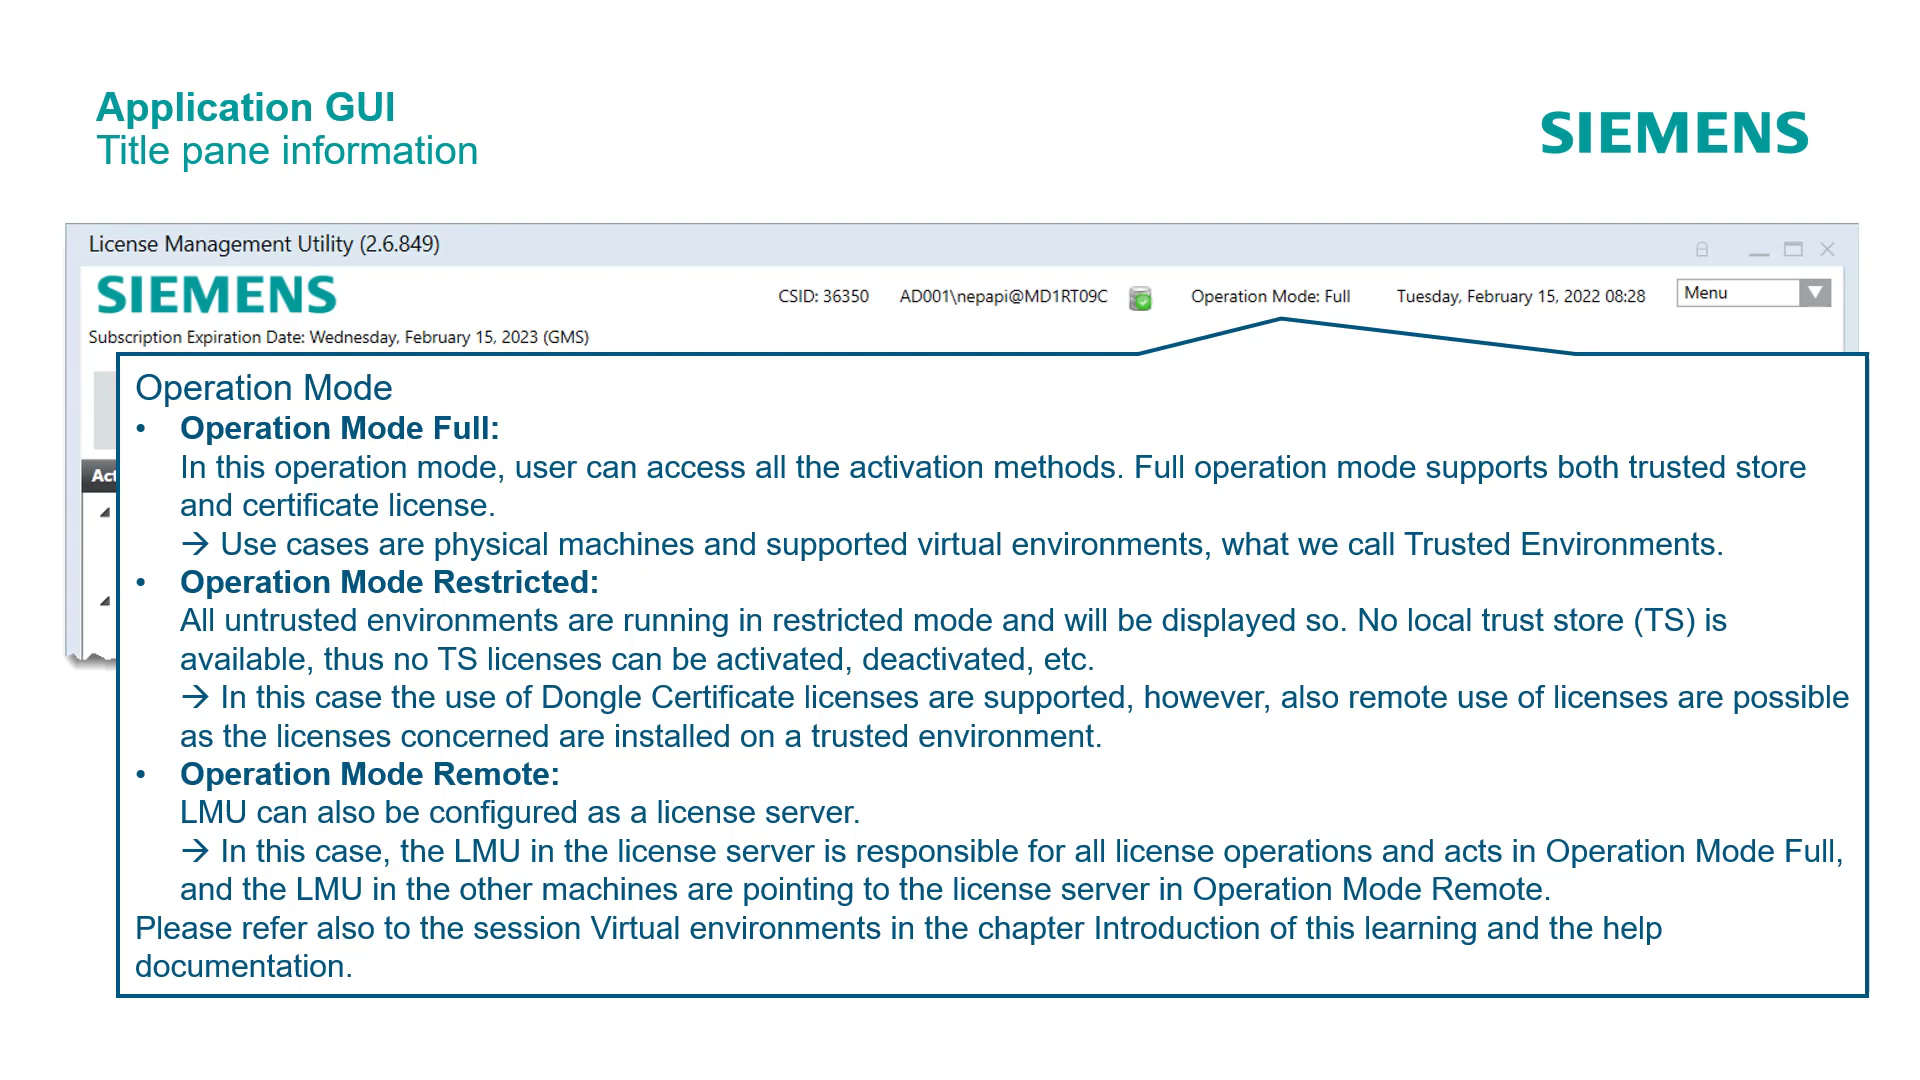 Application GUI
Title pane information
SIEMENS
License Management Utility (2.6.849)
SIEMENS
CSID: 36350 AD001\nepapi@MD1RT09C Operation Mode: Full Tuesday, February 15, 2022 08:28 Menu
Subscription Expiration Date: Wednesday, February 15, 2023 (GMS)
Act
Operation Mode
• Operation Mode Full:
In this operation mode, user can access all the activation methods. Full operation mode supports both trusted store
and certificate license.
→ Use cases are physical machines and supported virtual environments, what we call Trusted Environments.
• Operation Mode Restricted:
All untrusted environments are running in restricted mode and will be displayed so. No local trust store (TS) is
available, thus no TS licenses can be activated, deactivated, etc.
→ In this case the use of Dongle Certificate licenses are supported, however, also remote use of licenses are possible
as the licenses concerned are installed on a trusted environment.
• Operation Mode Remote:
LMU can also be configured as a license server.
→ In this case, the LMU in the license server is responsible for all license operations and acts in Operation Mode Full,
and the LMU in the other machines are pointing to the license server in Operation Mode Remote.
Please refer also to the session Virtual environments in the chapter Introduction of this learning and the help
documentation.